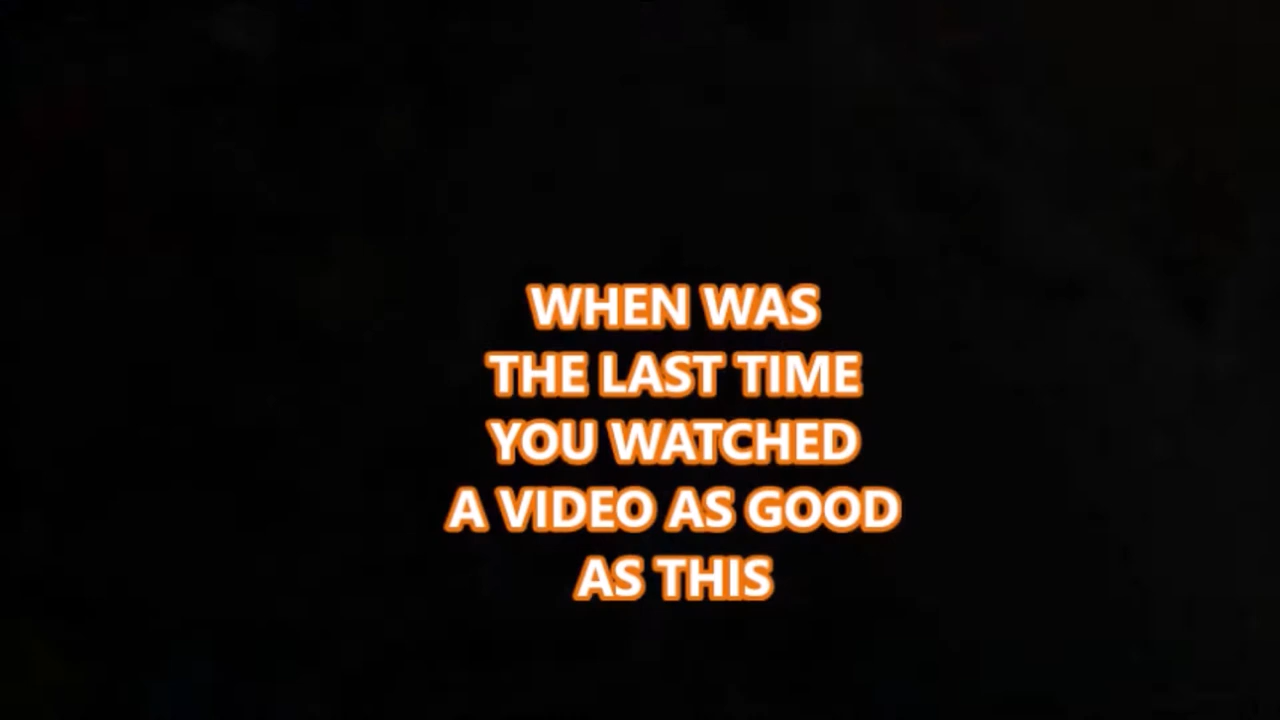 WHEN WAS
THE LAST TIME
YOU WATCHED
A VIDEO AS GOOD
AS THIS